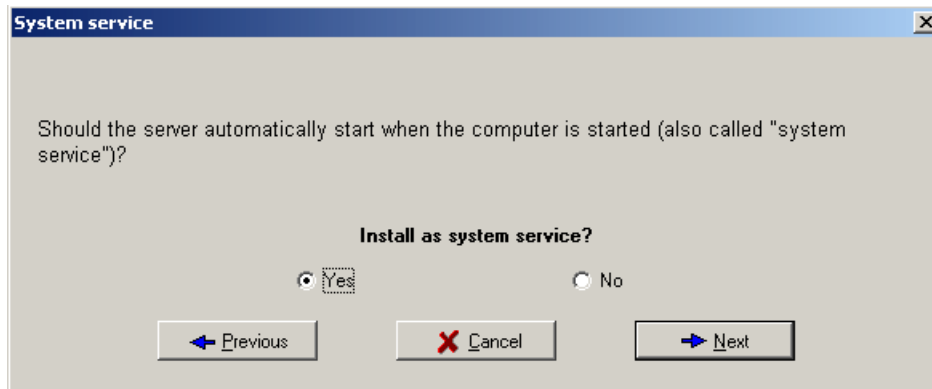 System service
Should the server automatically start when the computer is started (also called "system
service")?
Install as system service?
Yes No
Previous Cancel Next